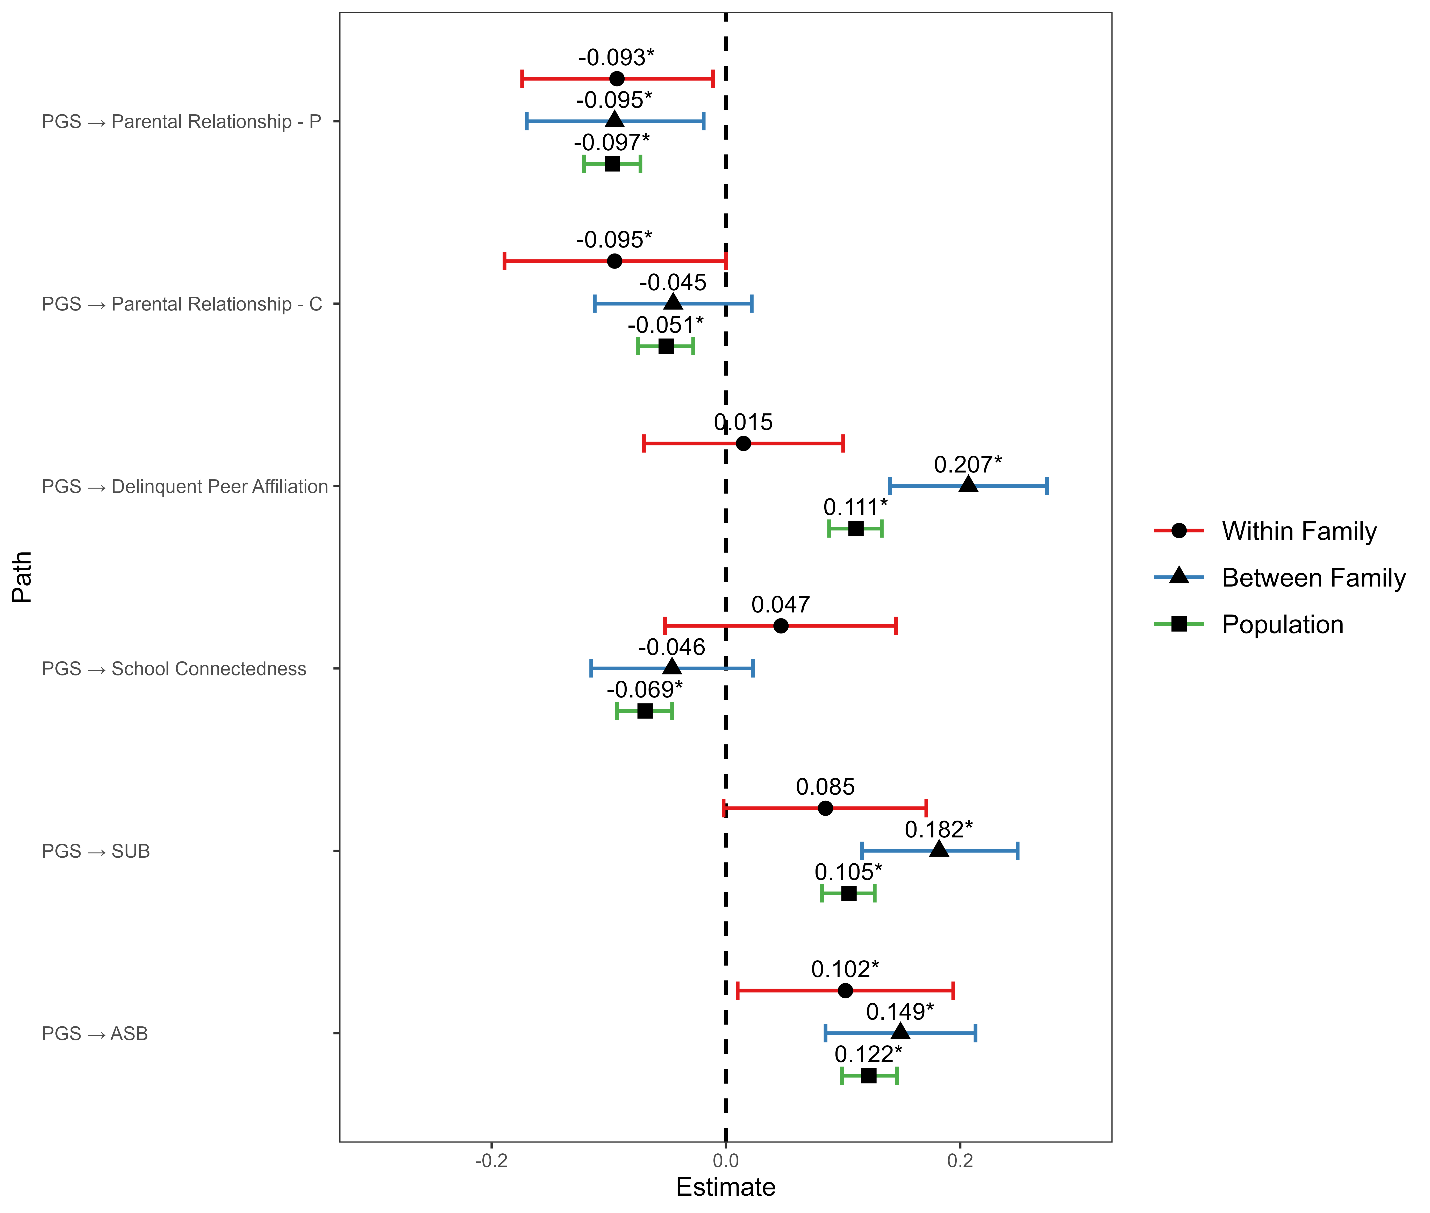 Path
PGS → Parental Relationship - P
-0.093*
-0.095*
-0.097*
PGS → Parental Relationship - C
-0.095*
-0.045
-0.051*
PGS → Delinquent Peer Affiliation
0.015
0.207*
0.111*
PGS → School Connectedness
0.047
-0.046
-0.069*
PGS → SUB
0.085
0.182*
0.105*
PGS → ASB
0.102*
0.149*
0.122*
-0.2
0.0
0.2
Estimate
Within Family
Between Family
Population